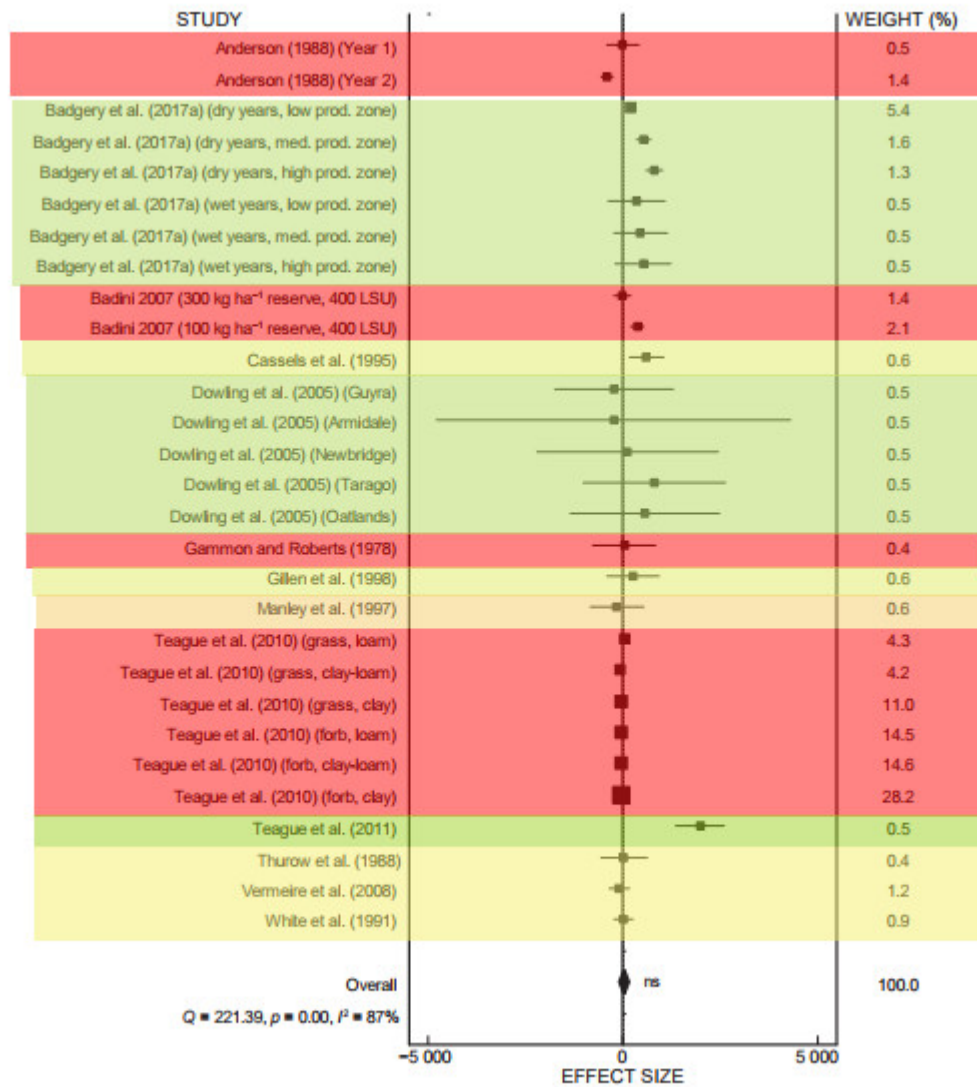 STUDY WEIGHT (%)
Anderson (1988) (Year 1) 0.5
Anderson (1988) (Year 2) 1.4
Badgery et al. (2017a) (dry years, low prod. zone) 5.4
Badgery et al. (2017a) (dry years, med. prod. zone) 1.6
Badgery et al. (2017a) (dry years, high prod. zone) 1.3
Badgery et al. (2017a) (wet years, low prod. zone) 0.5
Badgery et al. (2017a) (wet years, med. prod. zone) 0.5
Badgery et al. (2017a) (wet years, high prod. zone) 0.5
Badini 2007 (300 kg ha⁻¹ reserve, 400 LSU) 1.4
Badini 2007 (100 kg ha⁻¹ reserve, 400 LSU) 2.1
Cassels et al. (1995) 0.6
Dowling et al. (2005) (Guyra) 0.5
Dowling et al. (2005) (Armidale) 0.5
Dowling et al. (2005) (Newbridge) 0.5
Dowling et al. (2005) (Tarago) 0.5
Dowling et al. (2005) (Oatlands) 0.5
Gammon and Roberts (1978) 0.4
Gillen et al. (1998) 0.6
Manley et al. (1997) 0.6
Teague et al. (2010) (grass, loam) 4.3
Teague et al. (2010) (grass, clay-loam) 4.2
Teague et al. (2010) (grass, clay) 11.0
Teague et al. (2010) (forb, loam) 14.5
Teague et al. (2010) (forb, clay-loam) 14.6
Teague et al. (2010) (forb, clay) 28.2
Teague et al. (2011) 0.5
Thurow et al. (1988) 0.4
Vermeire et al. (2008) 1.2
White et al. (1991) 0.9
Overall ns 100.0
Q = 221.39, p = 0.00, I² = 87%
−5 000 0 5 000
EFFECT SIZE